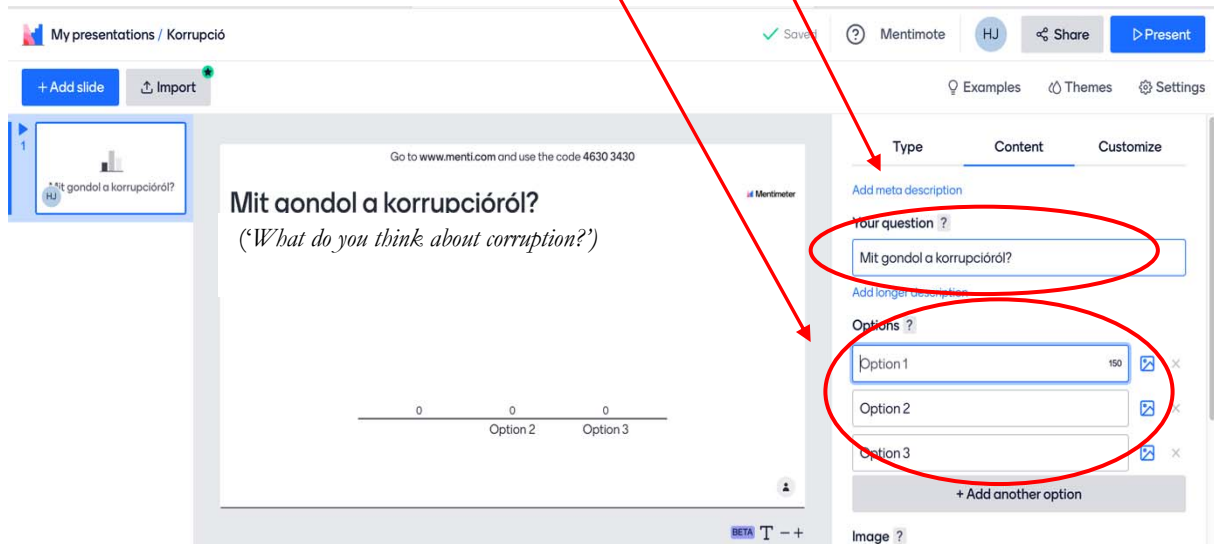 My presentations / Korrupció
Saved
? Mentimote
HJ
Share
Present
+ Add slide
Import
Examples
Themes
Settings
1
Mit gondol a korrupcióról?
HJ
Go to www.menti.com and use the code 4630 3430
Mit gondol a korrupcióról?
Mentimeter
('What do you think about corruption?')
0
0
0
Option 2
Option 3
BETA T − +
Type
Content
Customize
Add meta description
Your question ?
Mit gondol a korrupcióról?
Add longer description
Options ?
Option 1
150
Option 2
Option 3
+ Add another option
Image ?